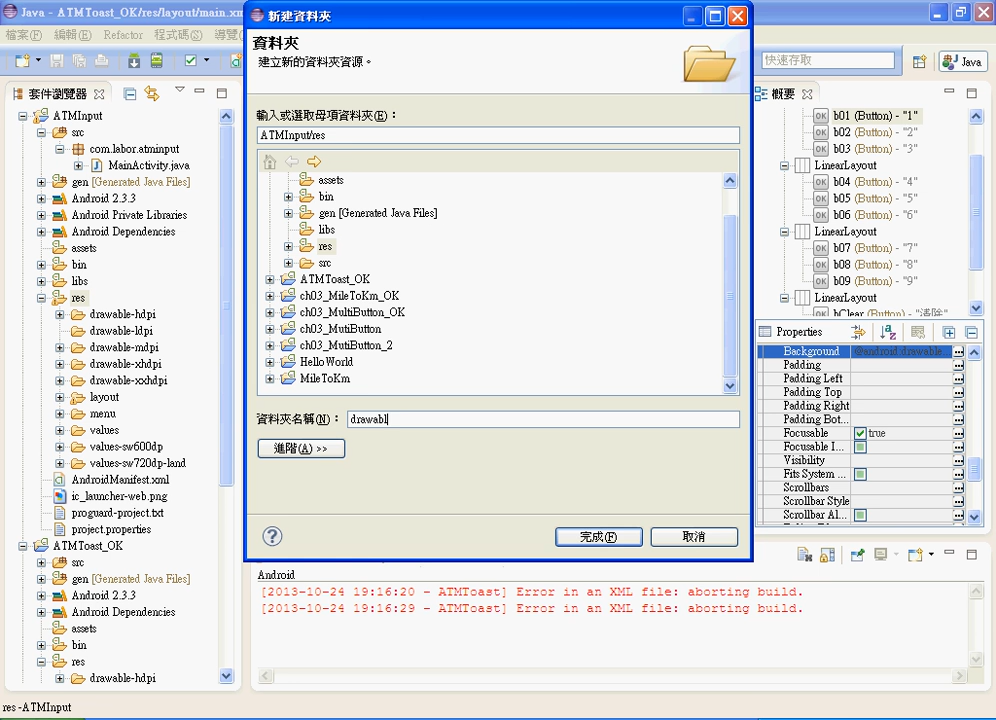 Java - ATMToast_OK/res/layout/main.xm
新建資料夾
檔案(F) 編輯(E) Refactor 程式碼(S) 導覽(
資料夾
建立新的資料夾資源。
快速存取
Java
套件瀏覽器
概要
輸入或選取母項資料夾(E)：
ATMInput/res
ATMInput
src
com.labor.atminput
MainActivity.java
gen [Generated Java Files]
Android 2.3.3
Android Private Libraries
Android Dependencies
assets
bin
libs
res
drawable-hdpi
drawable-ldpi
drawable-mdpi
drawable-xhdpi
drawable-xxhdpi
layout
menu
values
values-sw600dp
values-sw720dp-land
AndroidManifest.xml
ic_launcher-web.png
proguard-project.txt
project.properties
ATMToast_OK
src
gen [Generated Java Files]
Android 2.3.3
Android Dependencies
assets
bin
res
drawable-hdpi
assets
bin
gen [Generated Java Files]
libs
res
src
ATMToast_OK
ch03_MileToKm_OK
ch03_MultiButton_OK
ch03_MutiButton
ch03_MutiButton_2
HelloWorld
MileToKm
資料夾名稱(N)：
drawabl
進階(A) >>
完成(F)
取消
OK b01 (Button) - "1"
OK b02 (Button) - "2"
OK b03 (Button) - "3"
LinearLayout
OK b04 (Button) - "4"
OK b05 (Button) - "5"
OK b06 (Button) - "6"
LinearLayout
OK b07 (Button) - "7"
OK b08 (Button) - "8"
OK b09 (Button) - "9"
LinearLayout
OK bClear (Button) - "清除"
Properties
Background @android:drawable...
Padding
Padding Left
Padding Top
Padding Right
Padding Bot...
Focusable true
Focusable I...
Visibility
Fits System ...
Scrollbars
Scrollbar Style
Scrollbar Al...
Android
[2013-10-24 19:16:20 - ATMToast] Error in an XML file: aborting build.
[2013-10-24 19:16:29 - ATMToast] Error in an XML file: aborting build.
res - ATMInput